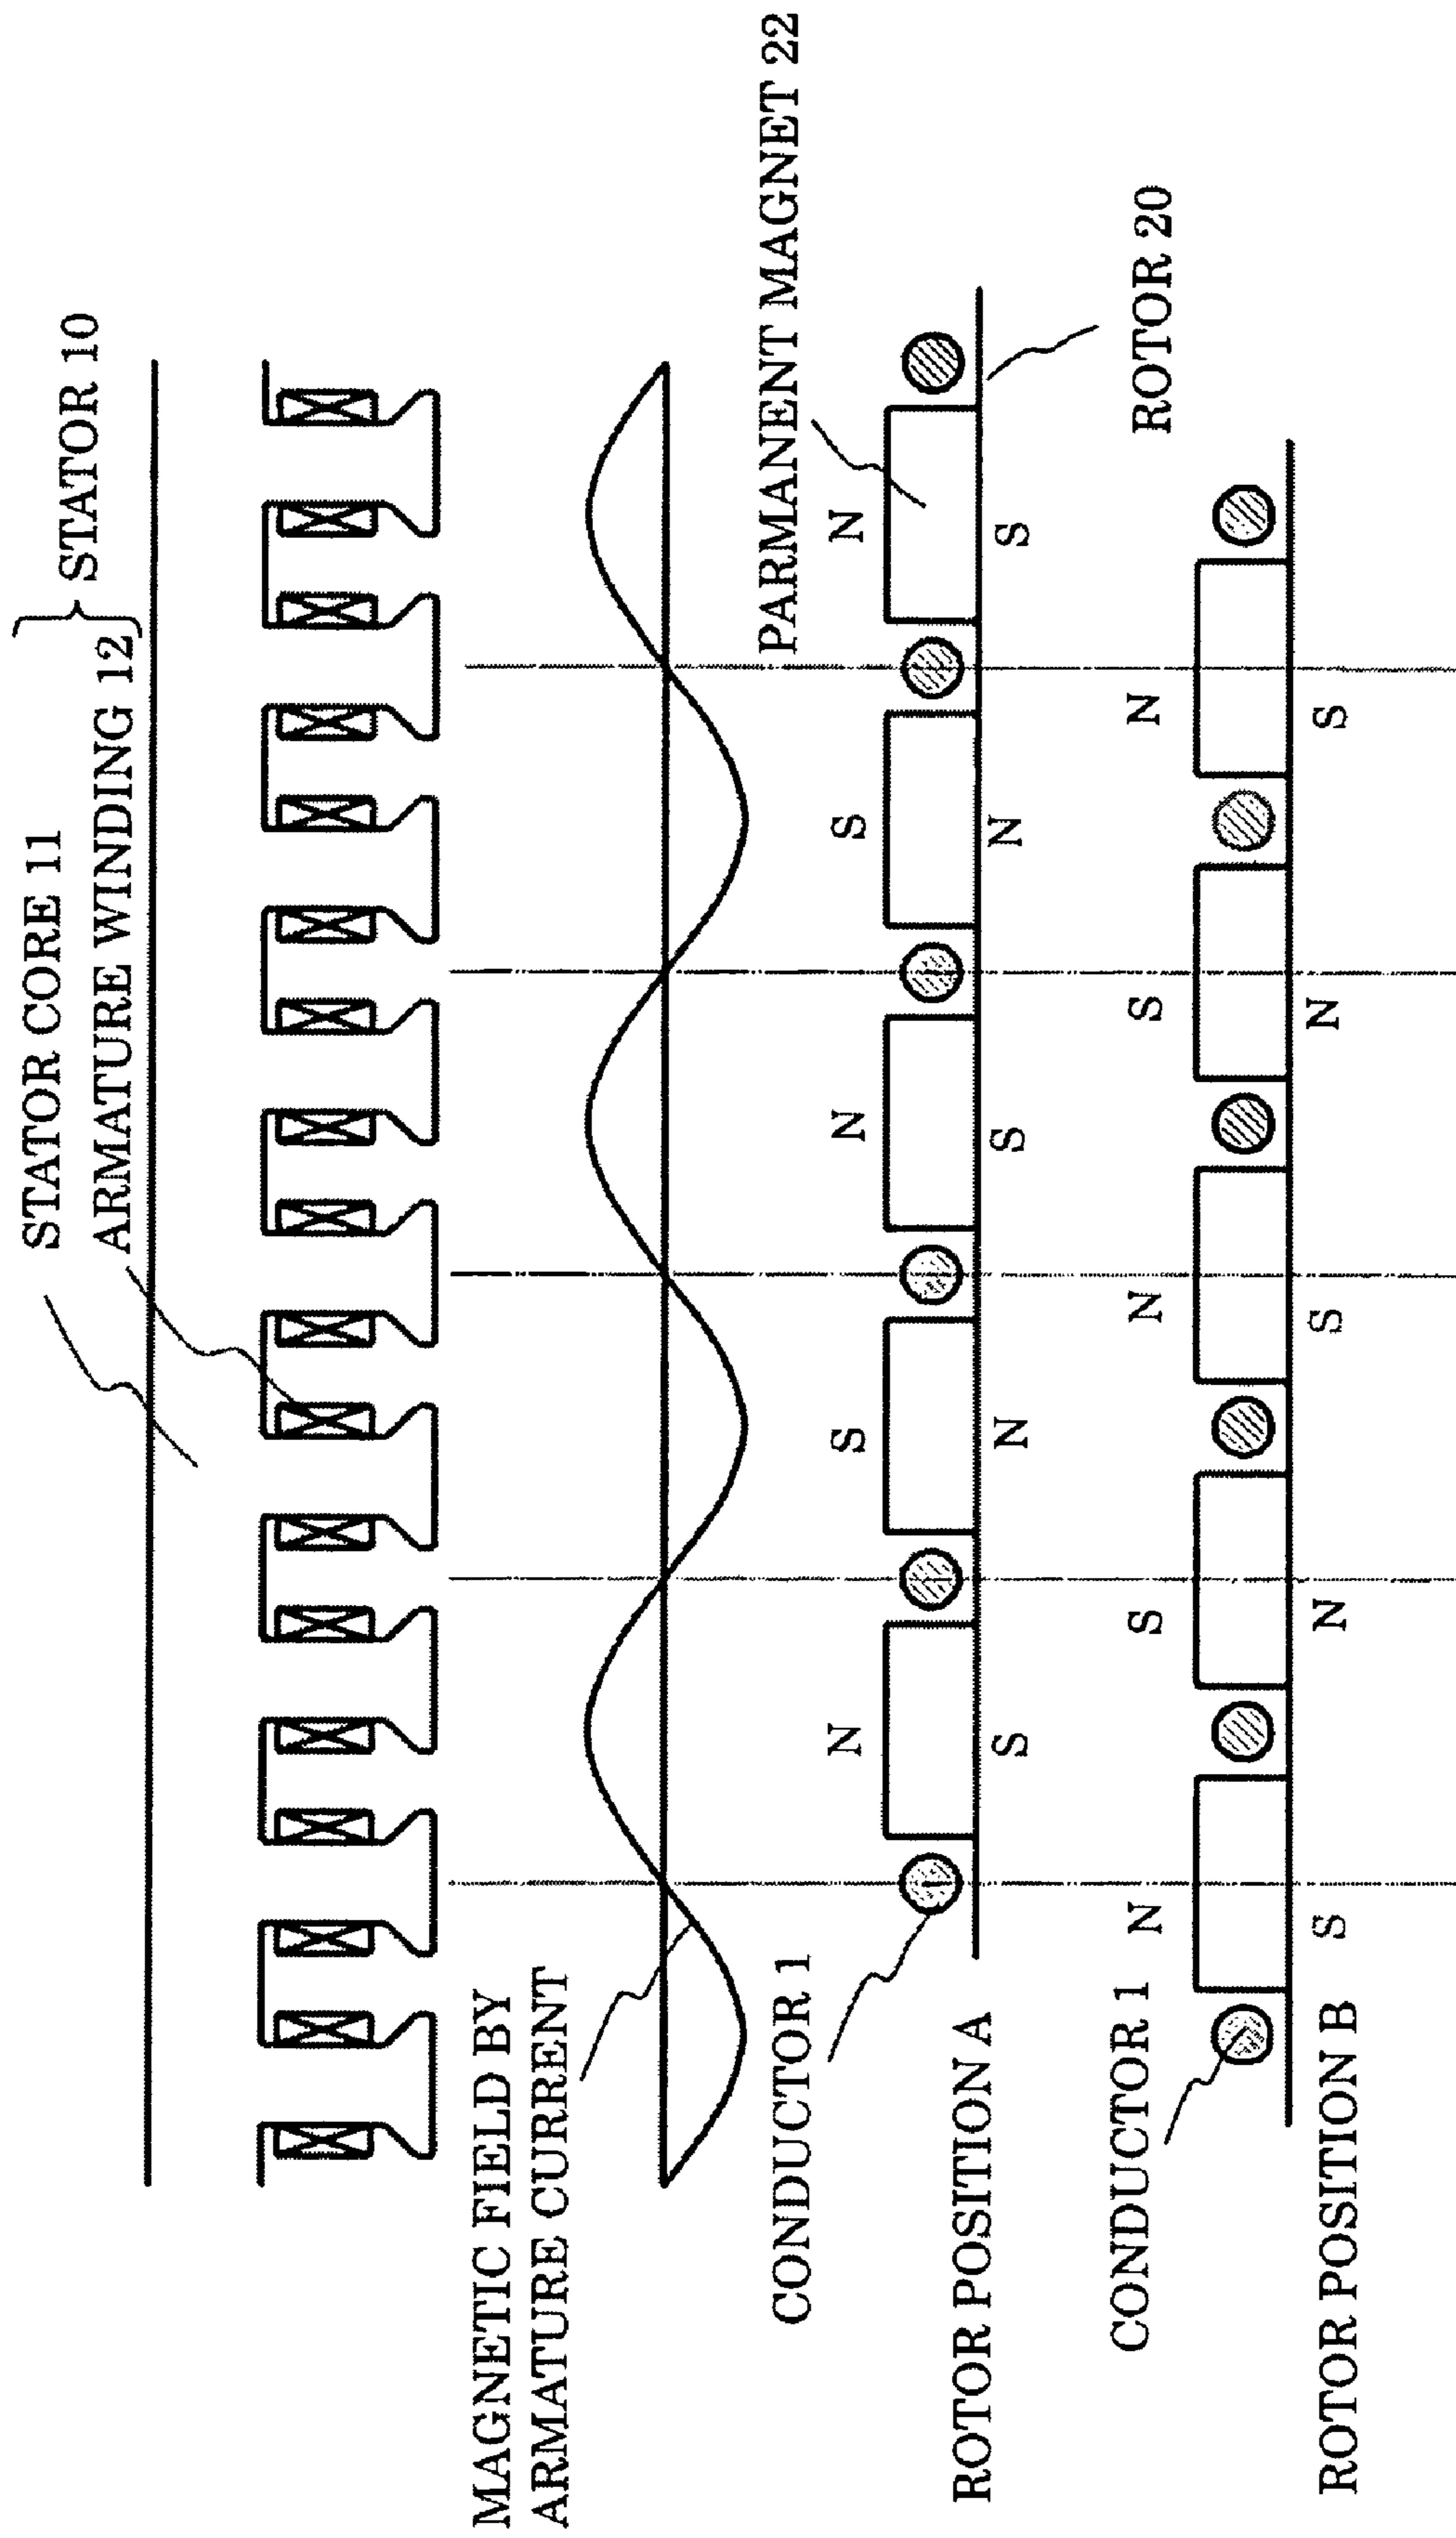 STATOR CORE 11
ARMATURE WINDING 12
STATOR 10
MAGNETIC FIELD BY
ARMATURE CURRENT
PARMANENT MAGNET 22
CONDUCTOR 1
N S N S N
S N S N S
ROTOR POSITION A
ROTOR 20
CONDUCTOR 1
N S N S N
S N S N S
ROTOR POSITION B